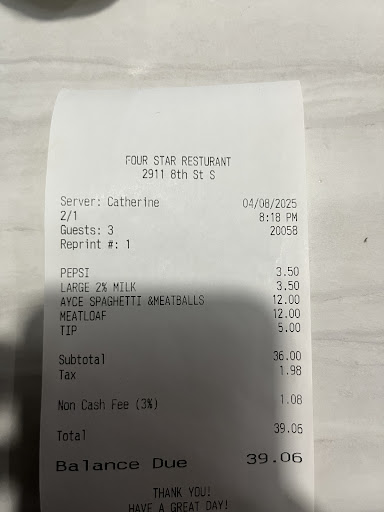 FOUR STAR RESTURANT
2911 8th St S
Server: Catherine 04/08/2025
2/1 8:18 PM
Guests: 3 20058
Reprint #: 1
PEPSI 3.50
LARGE 2% MILK 3.50
AYCE SPAGHETTI &MEATBALLS 12.00
MEATLOAF 12.00
TIP 5.00
Subtotal 36.00
Tax 1.98
Non Cash Fee (3%) 1.08
Total 39.06
Balance Due 39.06
THANK YOU!
HAVE A GREAT DAY!